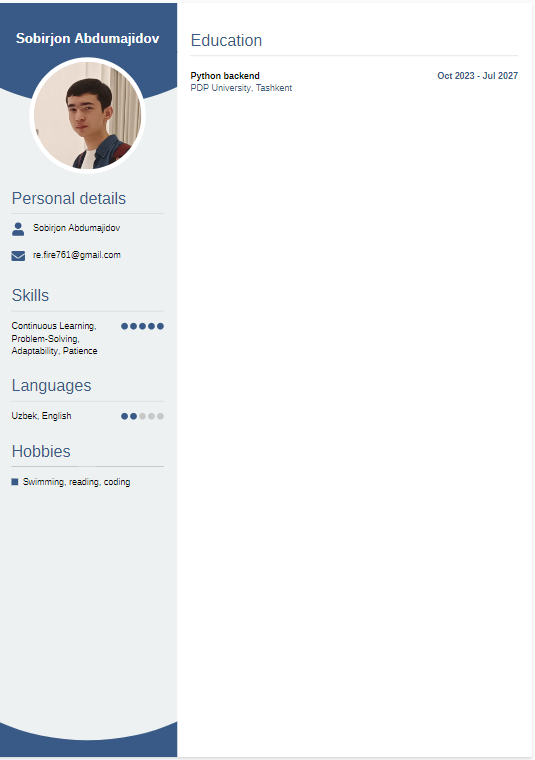 Sobirjon Abdumajidov
Personal details
Sobirjon Abdumajidov
re.fire761@gmail.com
Skills
Continuous Learning,
Problem-Solving,
Adaptability, Patience
Languages
Uzbek, English
Hobbies
Swimming, reading, coding
Education
Python backend Oct 2023 - Jul 2027
PDP University, Tashkent